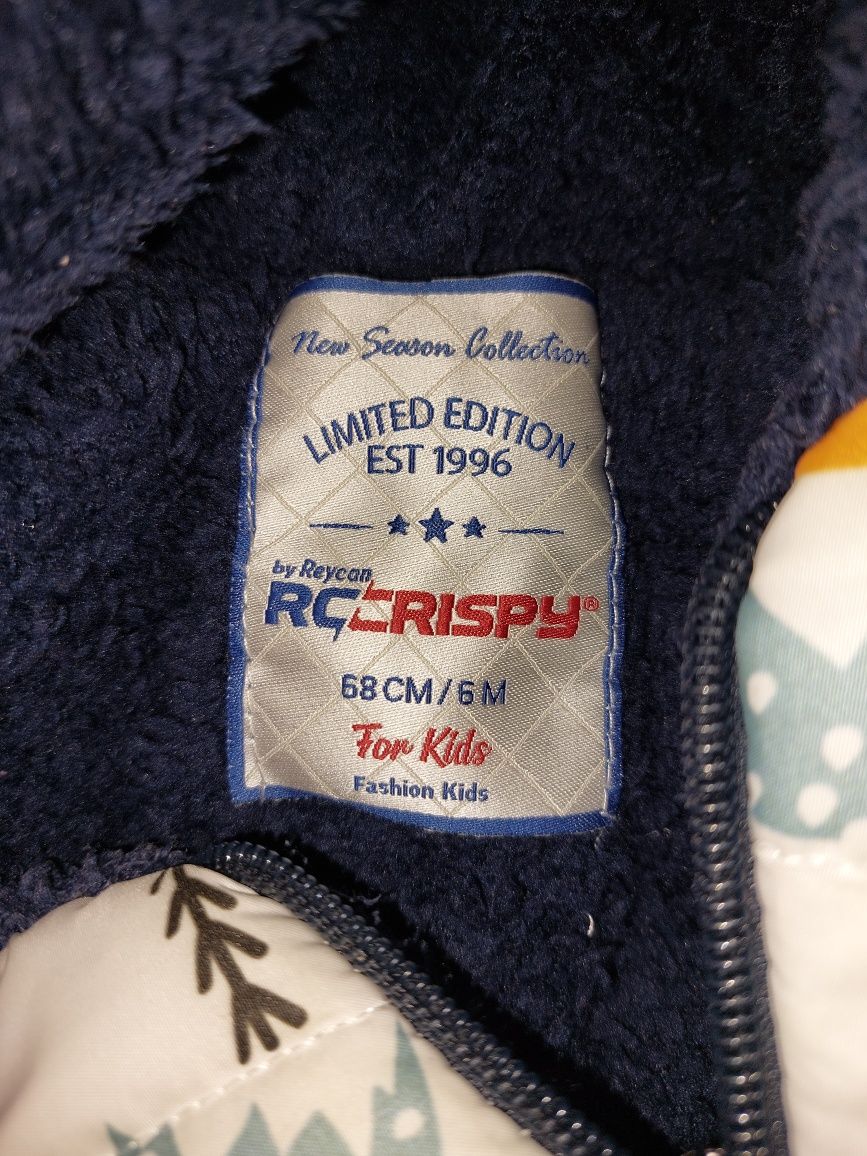 New Season Collection
LIMITED EDITION
EST 1996
by Reycan
RCCRISPY®
68 CM / 6 M
For Kids
Fashion Kids